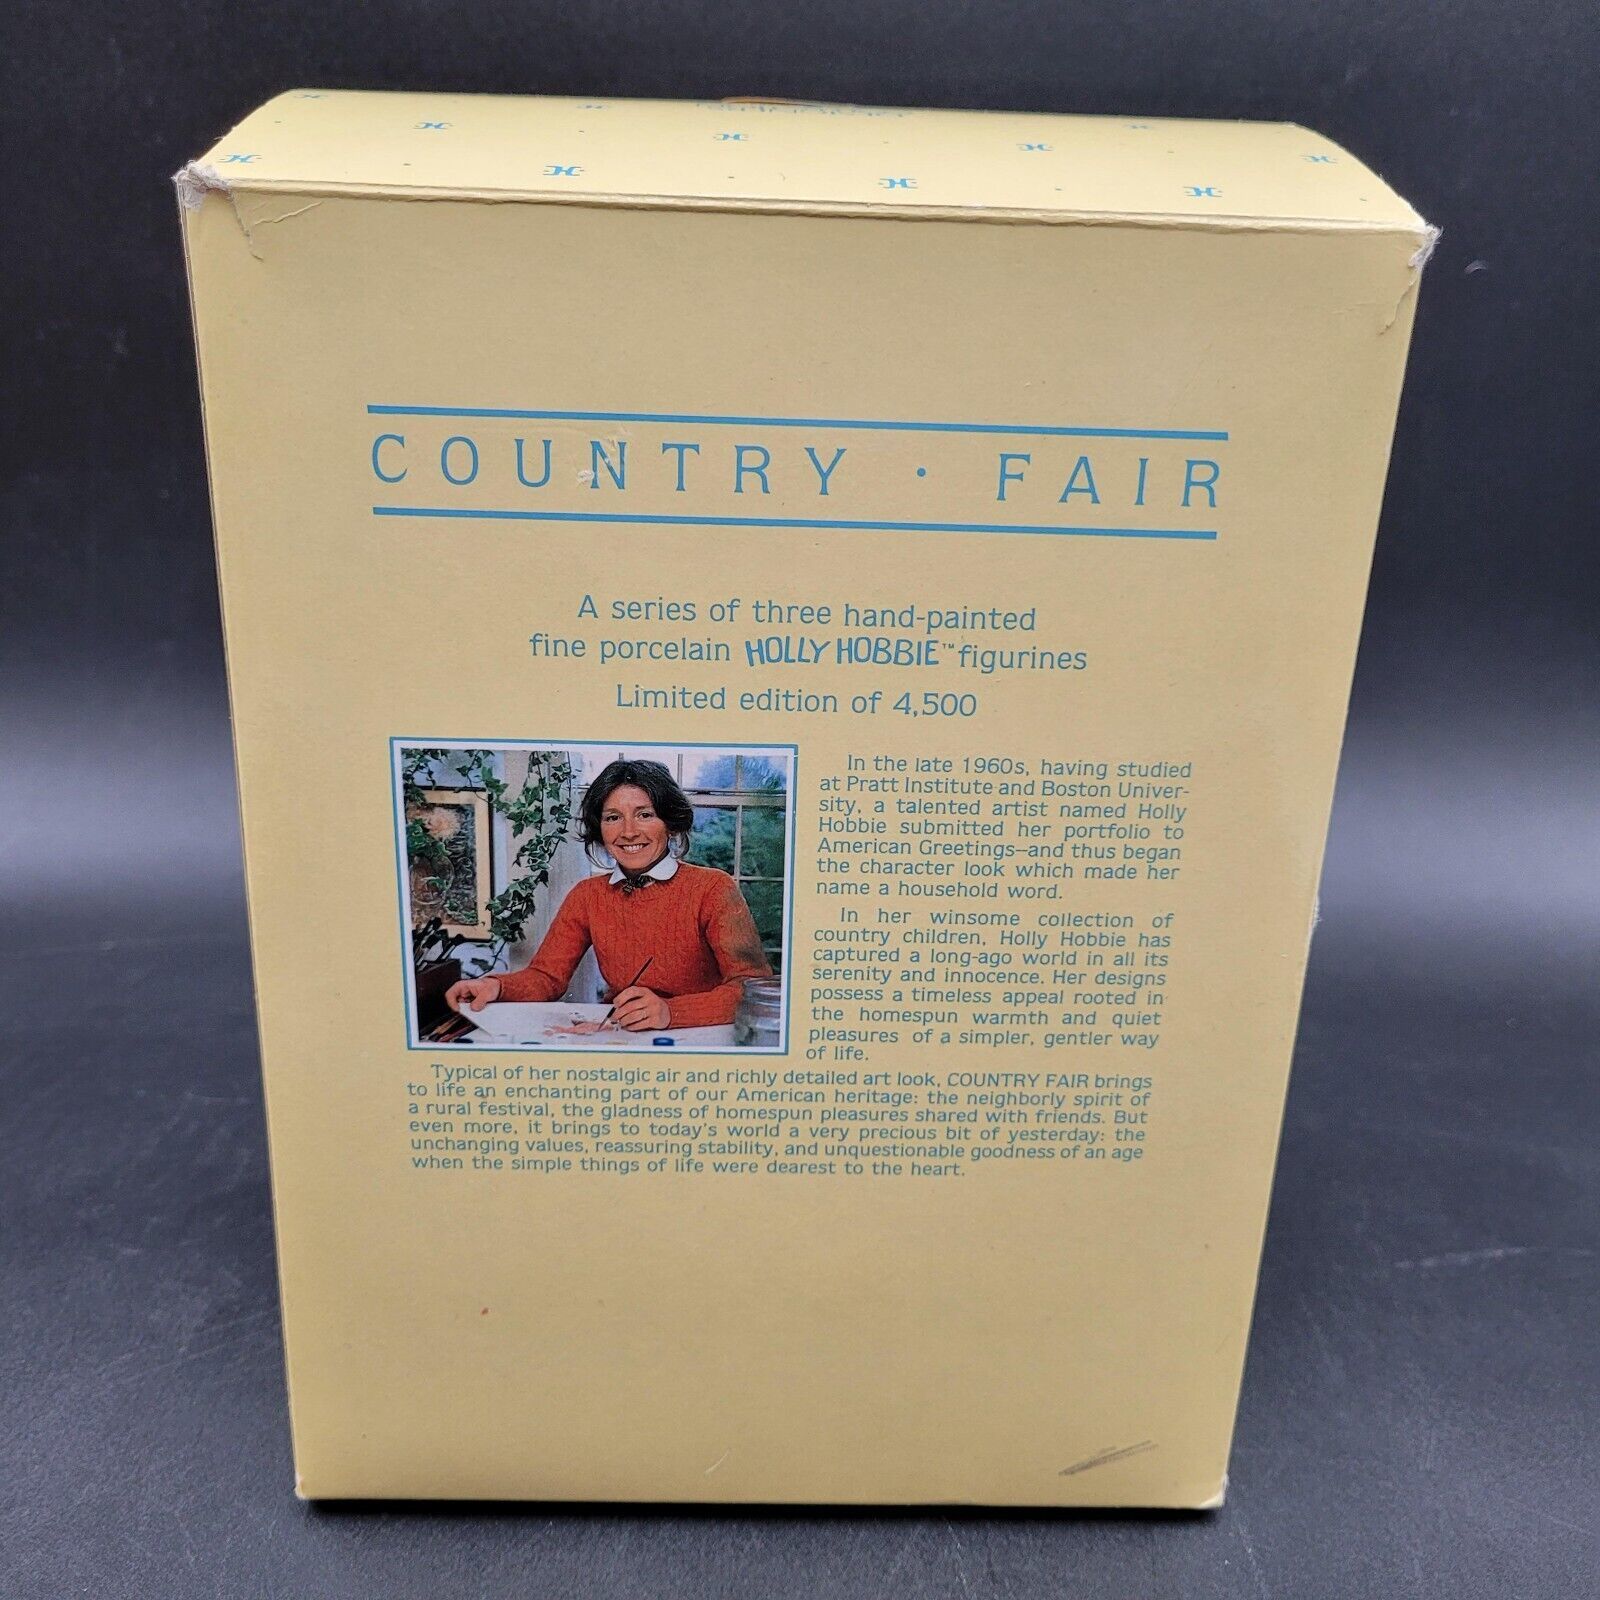 COUNTRY · FAIR
A series of three hand-painted
fine porcelain HOLLY HOBBIE™ figurines
Limited edition of 4,500
In the late 1960s, having studied
at Pratt Institute and Boston Univer-
sity, a talented artist named Holly
Hobbie submitted her portfolio to
American Greetings—and thus began
the character look which made her
name a household word.
In her winsome collection of
country children, Holly Hobbie has
captured a long-ago world in all its
serenity and innocence. Her designs
possess a timeless appeal rooted in
the homespun warmth and quiet
pleasures of a simpler, gentler way
of life.
Typical of her nostalgic air and richly detailed art look, COUNTRY FAIR brings
to life an enchanting part of our American heritage: the neighborly spirit of
a rural festival, the gladness of homespun pleasures shared with friends. But
even more, it brings to today's world a very precious bit of yesterday: the
unchanging values, reassuring stability, and unquestionable goodness of an age
when the simple things of life were dearest to the heart.